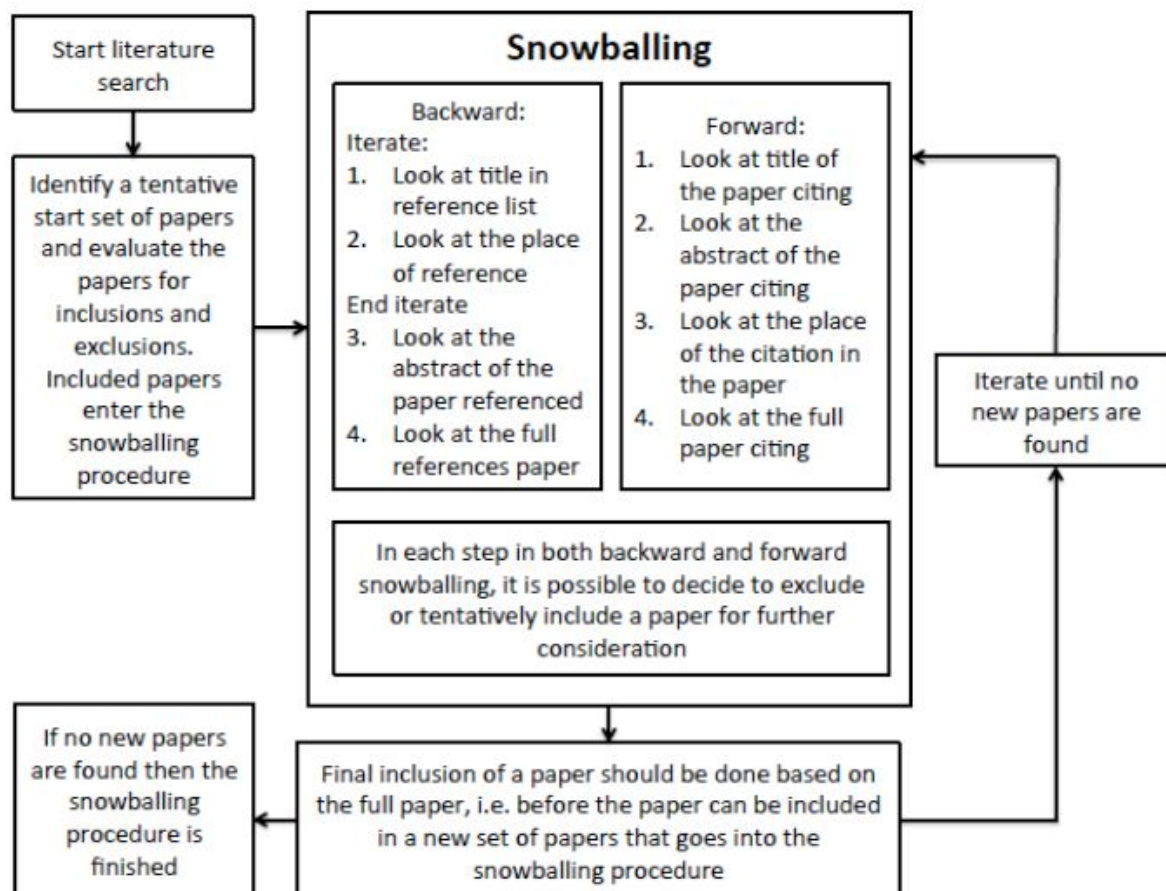 Start literature
search
Identify a tentative
start set of papers
and evaluate the
papers for
inclusions and
exclusions.
Included papers
enter the
snowballing
procedure
Snowballing
Backward:
Iterate:
1. Look at title in
reference list
2. Look at the place
of reference
End iterate
3. Look at the
abstract of the
paper referenced
4. Look at the full
references paper
Forward:
1. Look at title of
the paper citing
2. Look at the
abstract of the
paper citing
3. Look at the place
of the citation in
the paper
4. Look at the full
paper citing
In each step in both backward and forward
snowballing, it is possible to decide to exclude
or tentatively include a paper for further
consideration
Iterate until no
new papers are
found
Final inclusion of a paper should be done based on
the full paper, i.e. before the paper can be included
in a new set of papers that goes into the
snowballing procedure
If no new papers
are found then the
snowballing
procedure is
finished